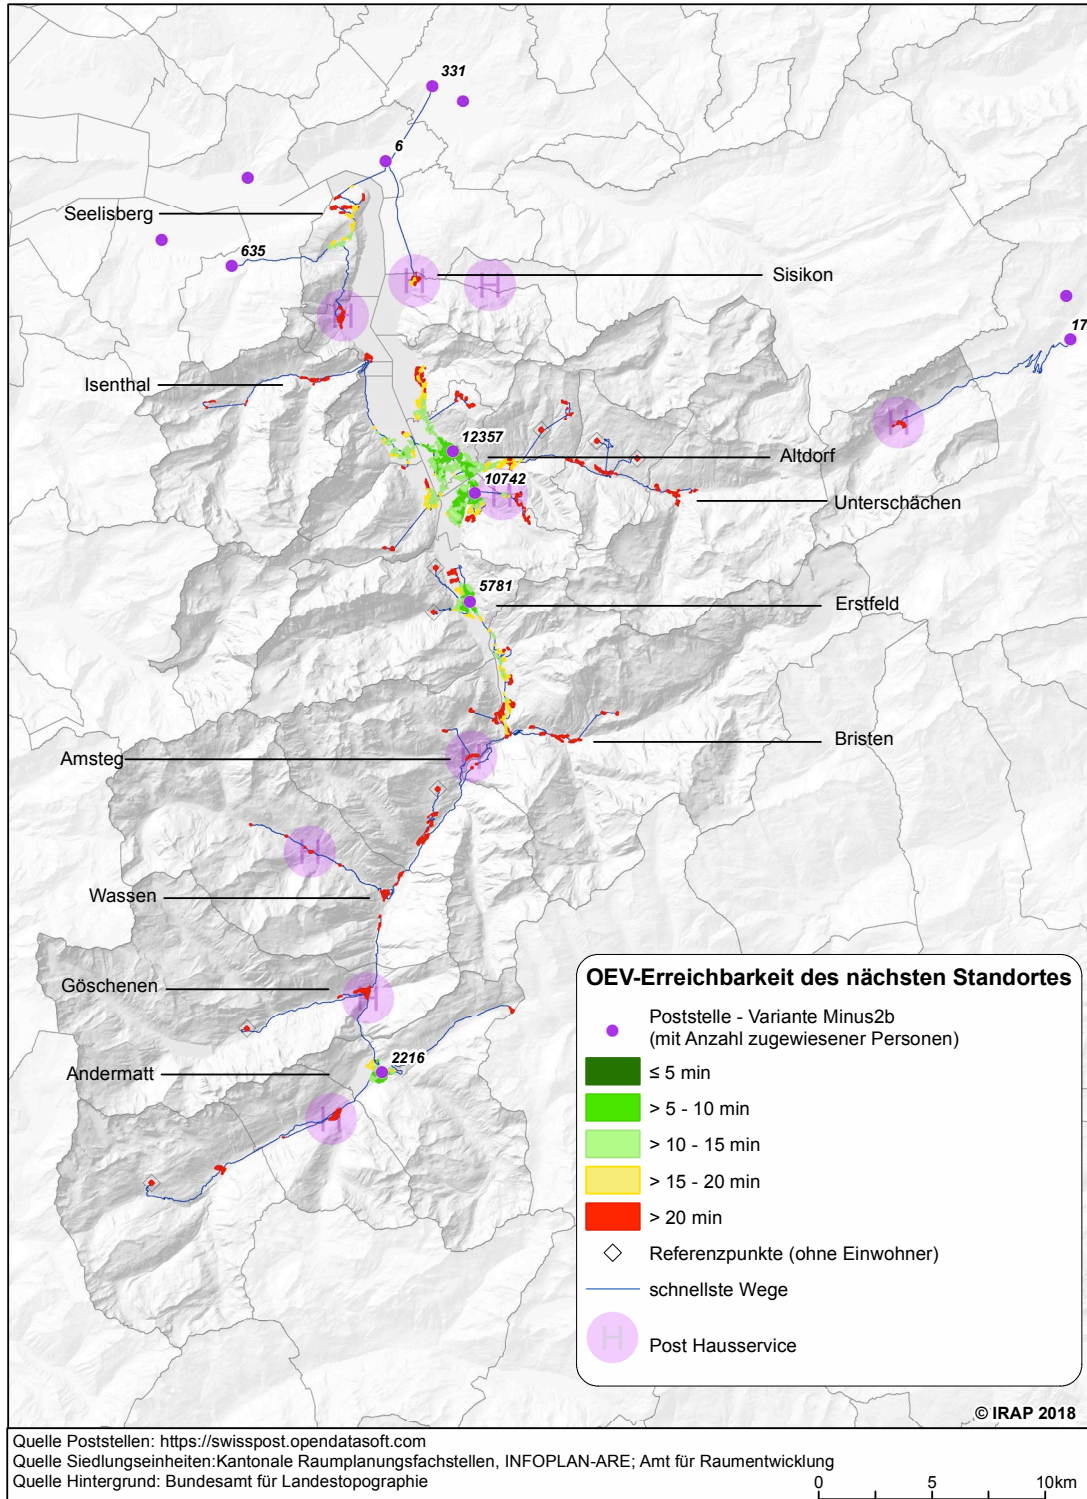 331
6
Seelisberg
635
H
Sisikon
H
H
17
Isenthal
H
12357
Altdorf
10742
H
Unterschächen
5781
Erstfeld
Bristen
Amsteg
H
H
Wassen
Göschenen
H
2216
Andermatt
H
OEV-Erreichbarkeit des nächsten Standortes
Poststelle - Variante Minus2b
(mit Anzahl zugewiesener Personen)
≤ 5 min
> 5 - 10 min
> 10 - 15 min
> 15 - 20 min
> 20 min
Referenzpunkte (ohne Einwohner)
schnellste Wege
H
Post Hausservice
© IRAP 2018
Quelle Poststellen: https://swisspost.opendatasoft.com
Quelle Siedlungseinheiten:Kantonale Raumplanungsfachstellen, INFOPLAN-ARE; Amt für Raumentwicklung
Quelle Hintergrund: Bundesamt für Landestopographie
0 5 10km